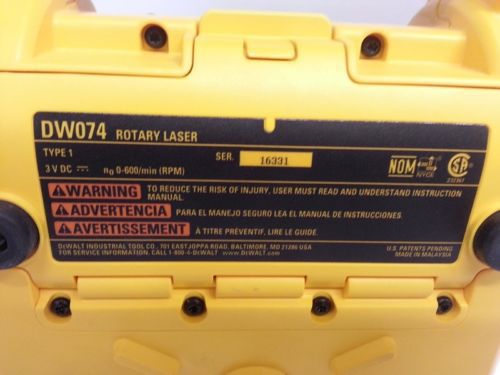 DW074 ROTARY LASER
TYPE 1 SER. 16331
3 V DC n0 0-600/min (RPM)
NOM NYCE
WARNING TO REDUCE THE RISK OF INJURY, USER MUST READ AND UNDERSTAND INSTRUCTION MANUAL.
ADVERTENCIA PARA EL MANEJO SEGURO LEA EL MANUAL DE INSTRUCCIONES.
AVERTISSEMENT À TITRE PRÉVENTIF, LIRE LE GUIDE.
DEWALT INDUSTRIAL TOOL CO., 701 EAST JOPPA ROAD, BALTIMORE, MD 21286 USA
FOR SERVICE INFORMATION, CALL 1-800-4-DEWALT www.DEWALT.com
U.S. PATENTS PENDING
MADE IN MALAYSIA